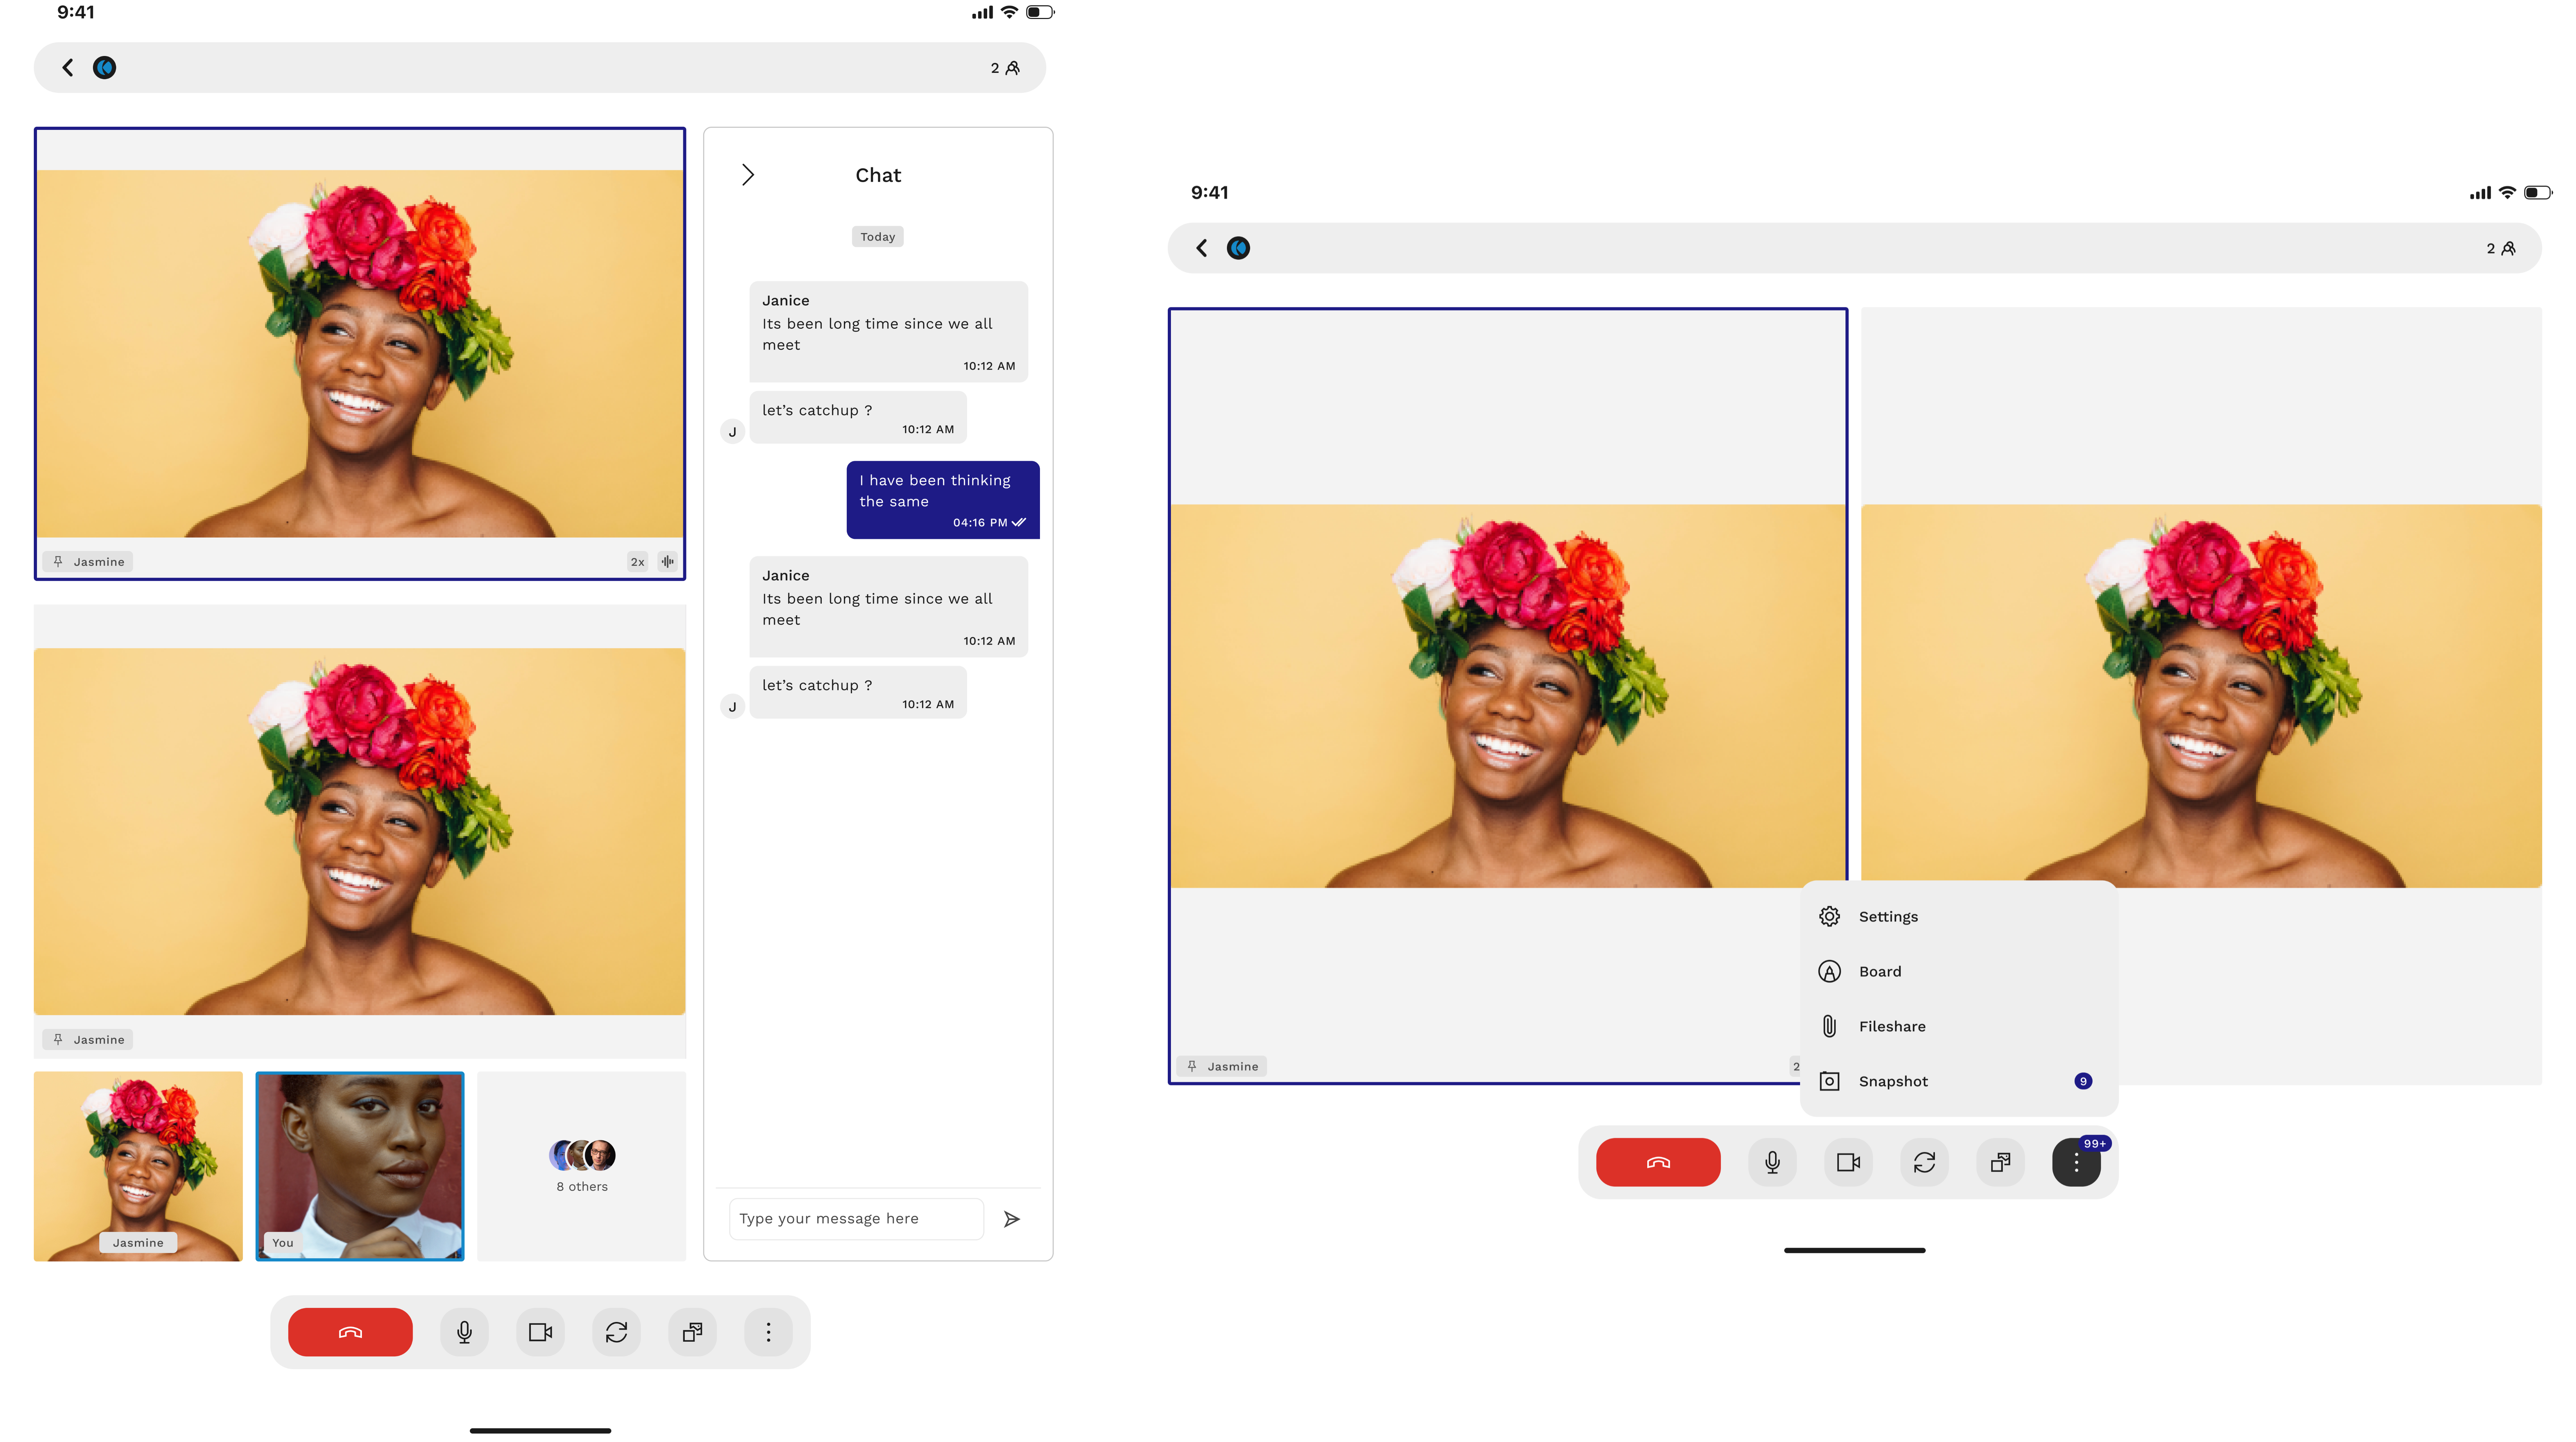 9:41
2
Jasmine
2x
Jasmine
Jasmine
You
8 others
Chat
Today
Janice
Its been long time since we all
meet
10:12 AM
let's catchup ?
10:12 AM
J
I have been thinking
the same
04:16 PM
Janice
Its been long time since we all
meet
10:12 AM
let's catchup ?
10:12 AM
J
Type your message here
9:41
2
Jasmine
2
Settings
Board
Fileshare
Snapshot
9
99+